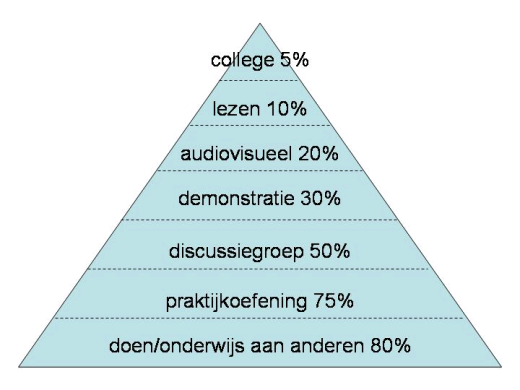 college 5%
lezen 10%
audiovisueel 20%
demonstratie 30%
discussiegroep 50%
praktijkoefening 75%
doen/onderwijs aan anderen 80%